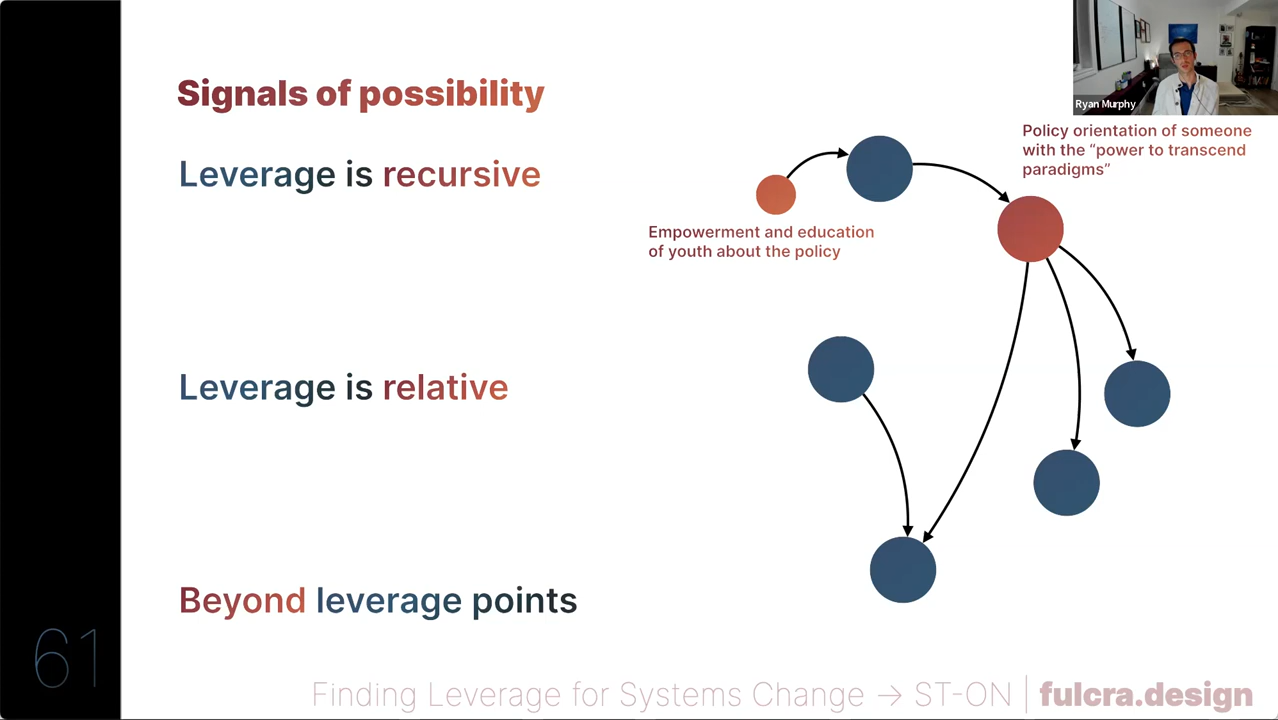 Signals of possibility
Leverage is recursive
Leverage is relative
Beyond leverage points
Ryan Murphy
Policy orientation of someone
with the “power to transcend
paradigms”
Empowerment and education
of youth about the policy
61
Finding Leverage for Systems Change → ST-ON | fulcra.design